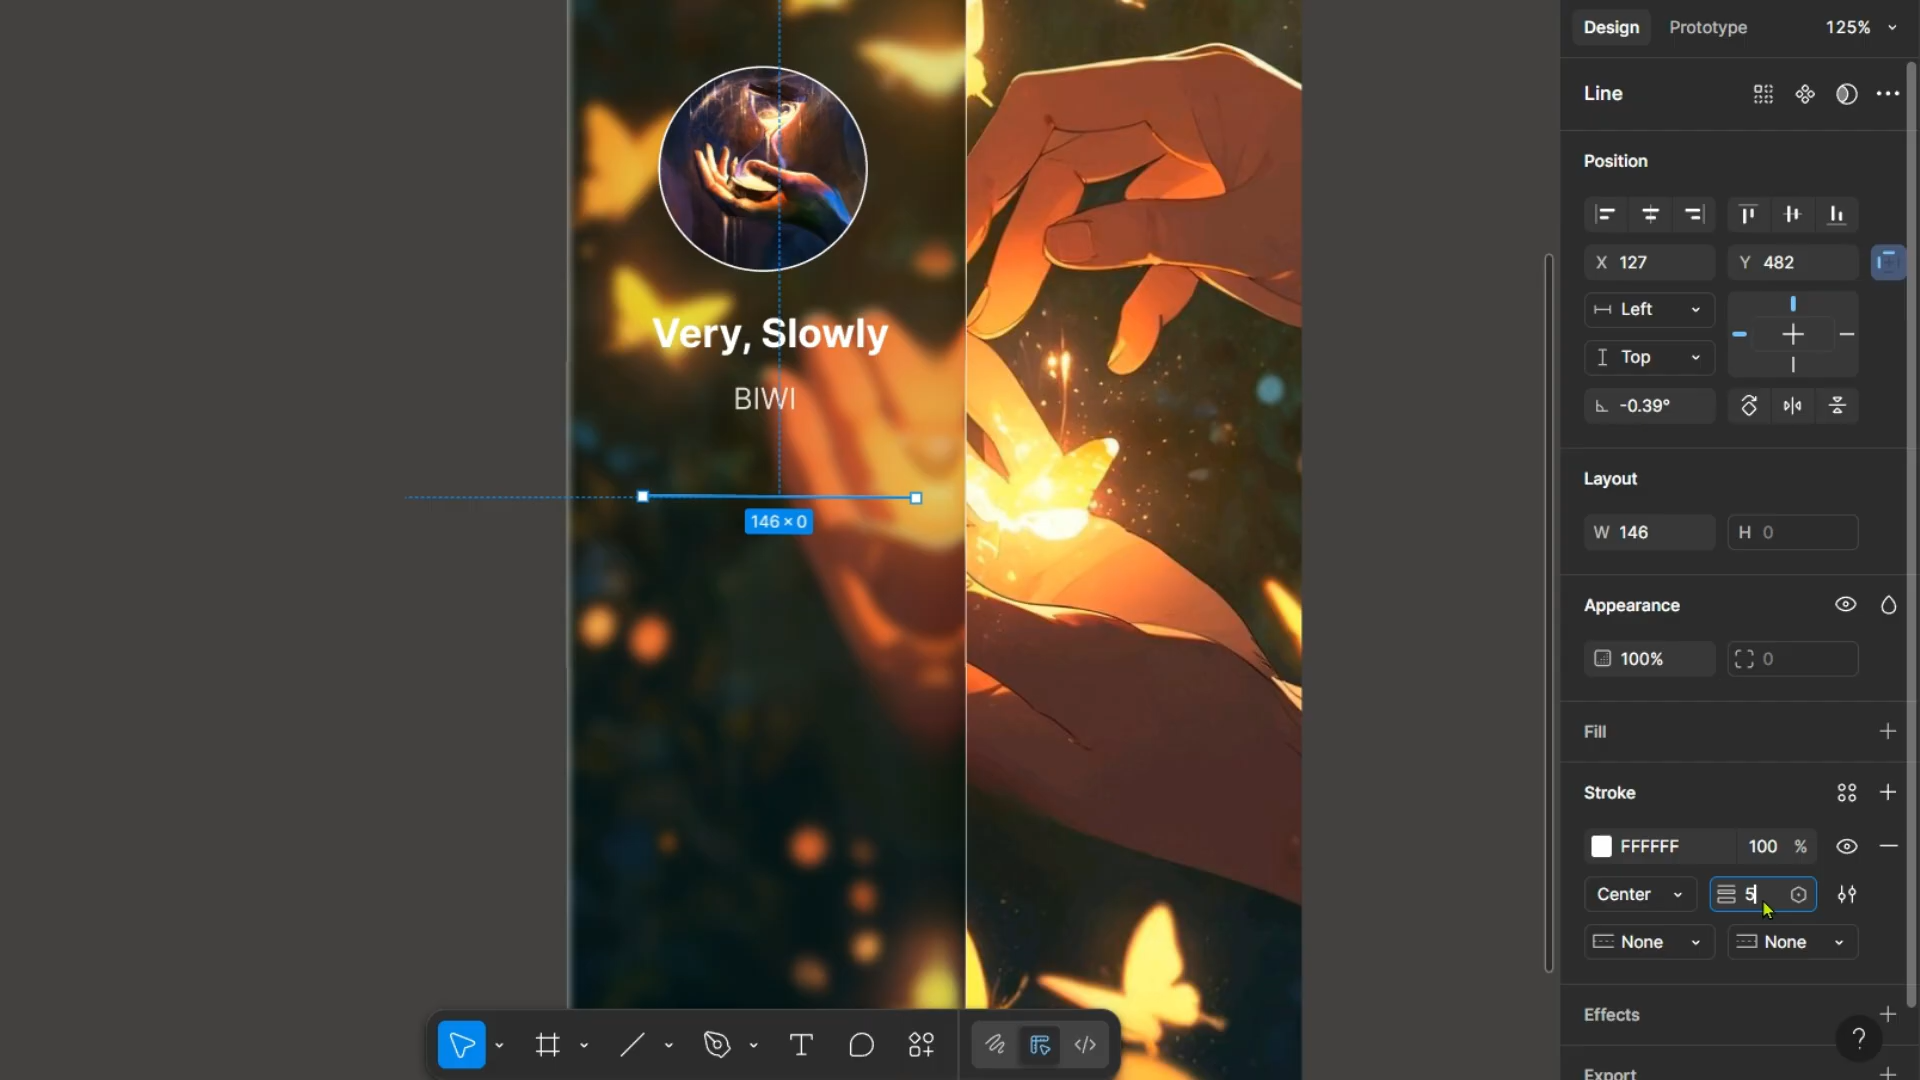 Design Prototype 125%
Line
Position
X 127 Y 482
Left
Top
-0.39°
Layout
W 146 H 0
Appearance
100% 0
Fill
Stroke
FFFFFF 100 %
Center 5
None None
Effects
Export
?
Very, Slowly
BIWI
146 × 0
T